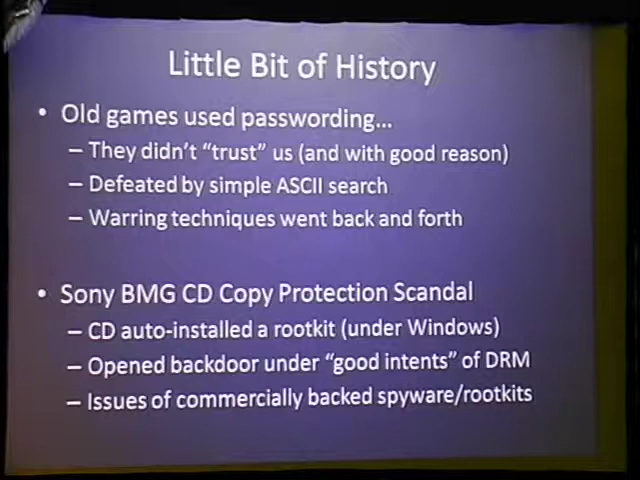 Little Bit of History
• Old games used passwording...
– They didn't "trust" us (and with good reason)
– Defeated by simple ASCII search
– Warring techniques went back and forth
• Sony BMG CD Copy Protection Scandal
– CD auto-installed a rootkit (under Windows)
– Opened backdoor under "good intents" of DRM
– Issues of commercially backed spyware/rootkits